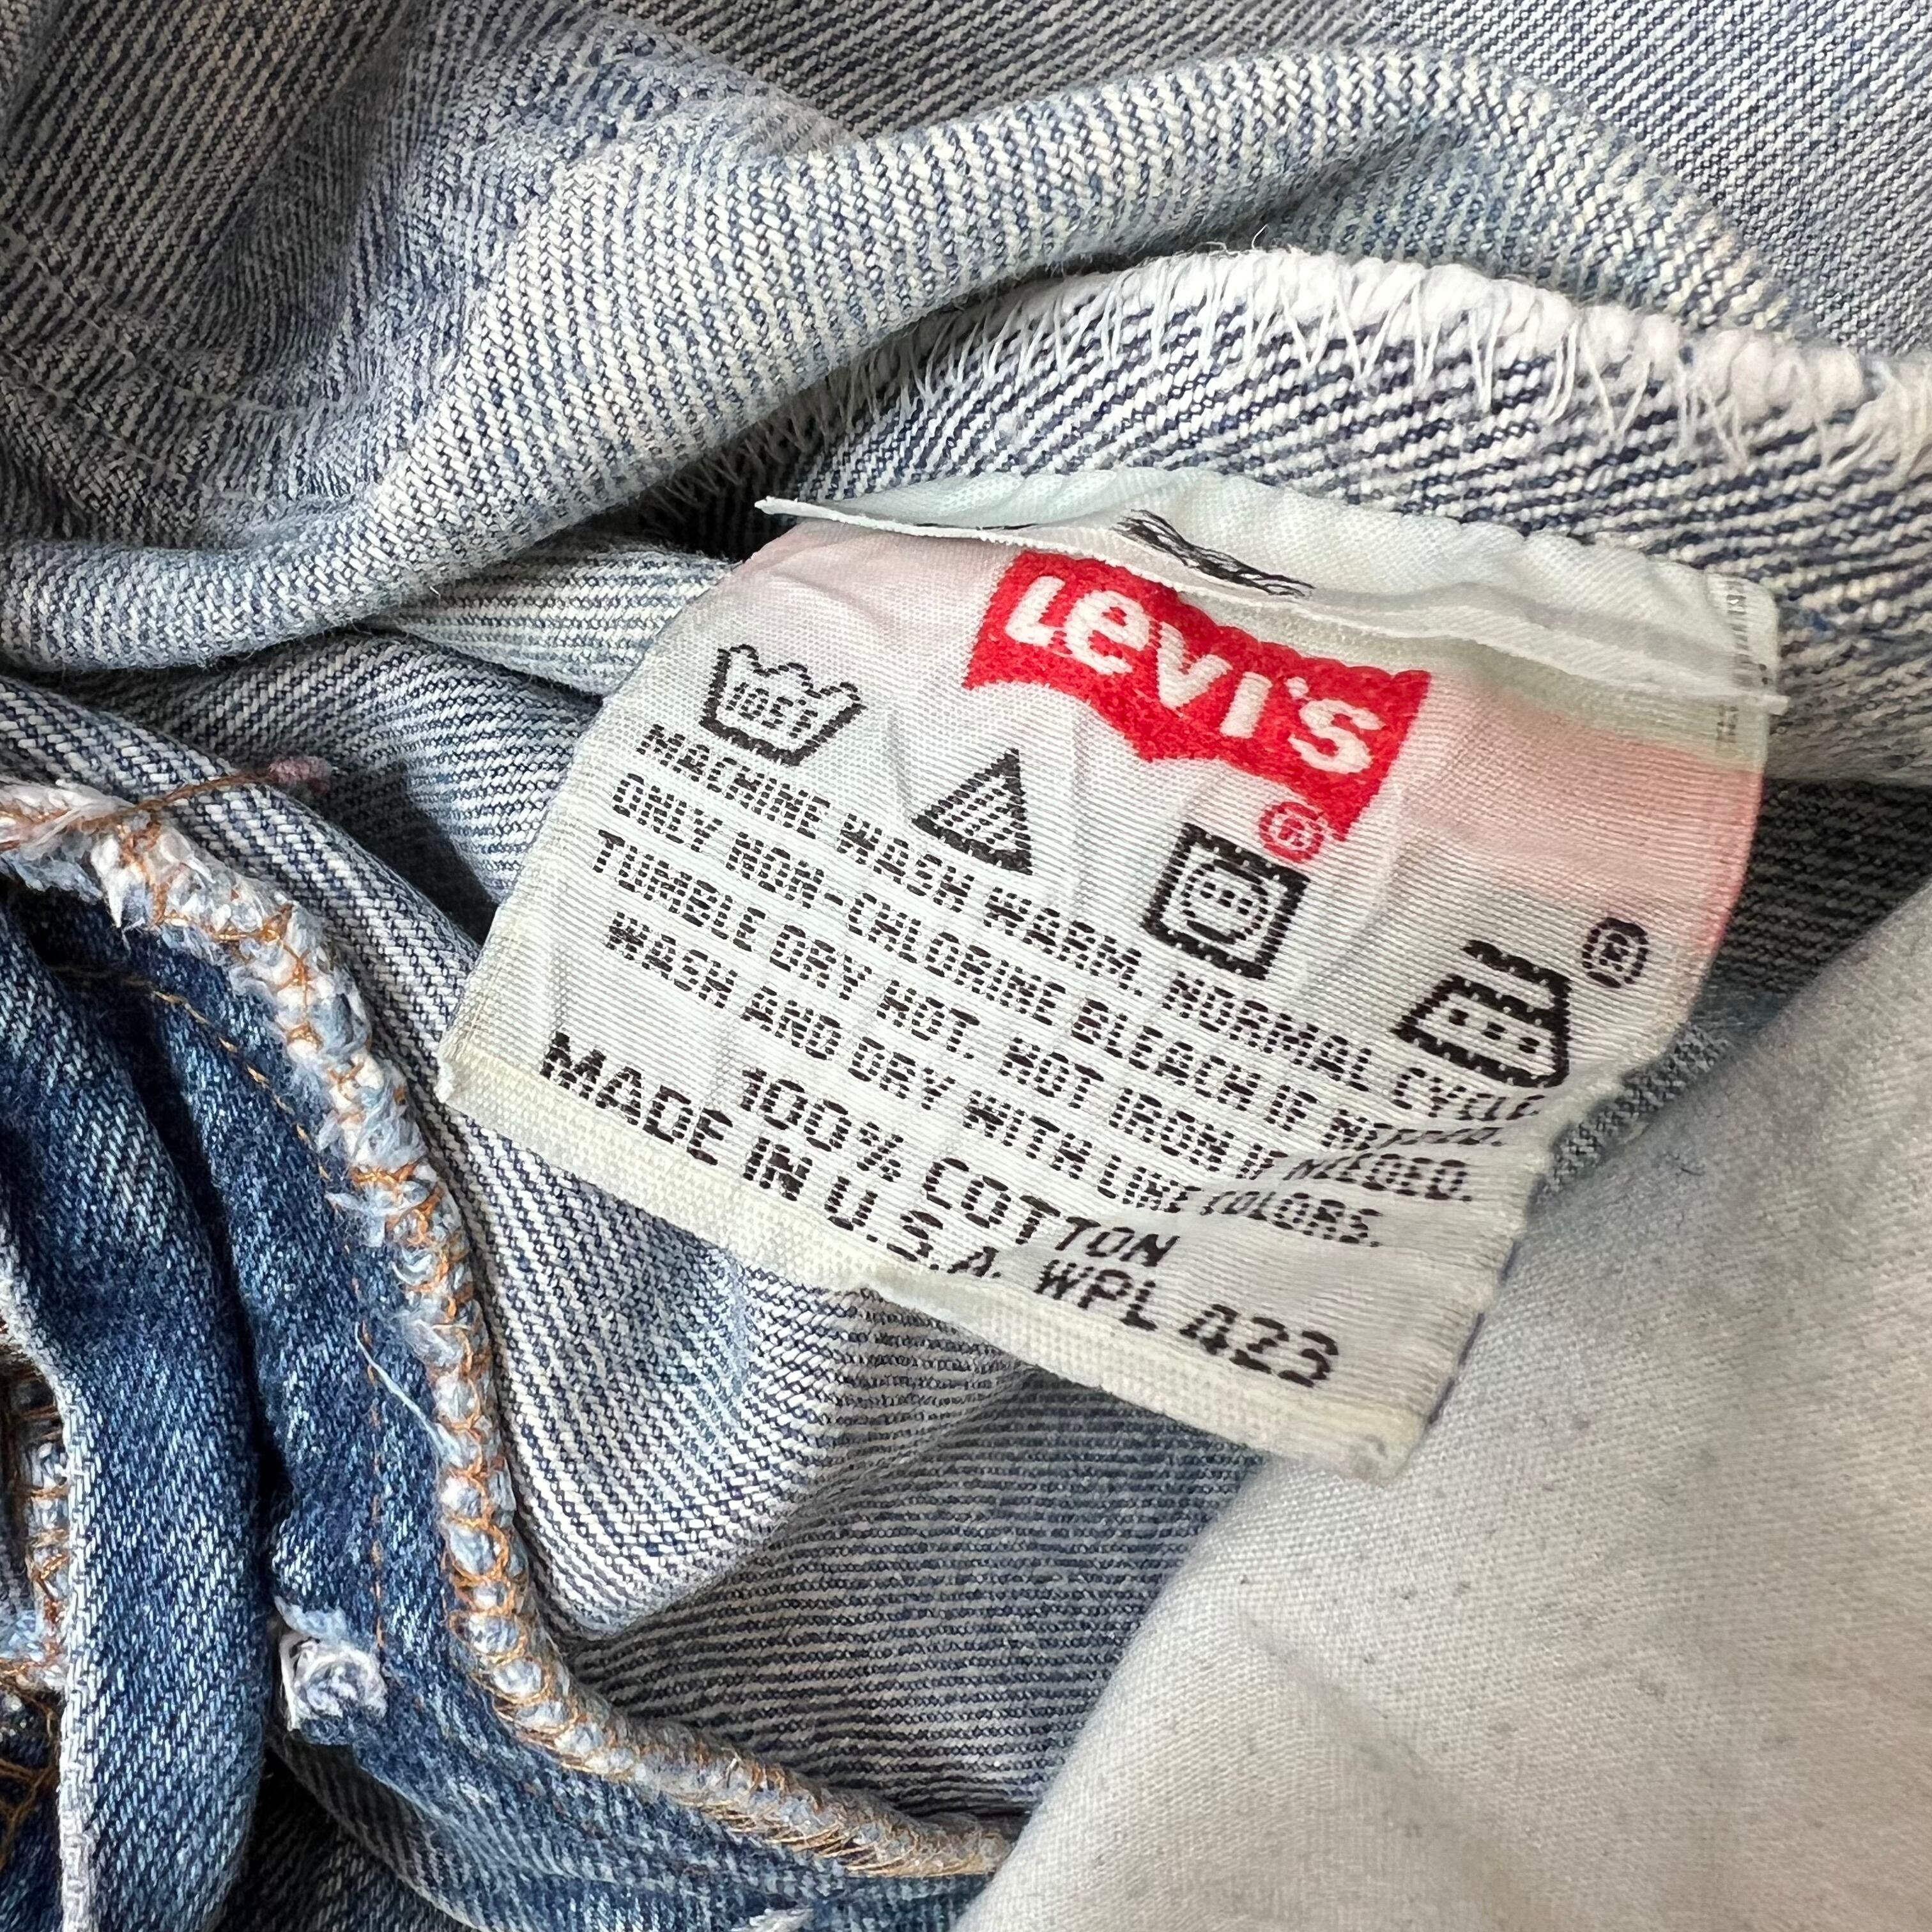 Levi's
®
105°F
®
MACHINE WASH WARM. NORMAL CYCLE
ONLY NON-CHLORINE BLEACH IF NEEDED.
TUMBLE DRY HOT. HOT IRON IF NEEDED.
WASH AND DRY WITH LIKE COLORS.
100% COTTON
MADE IN U.S.A. WPL 423